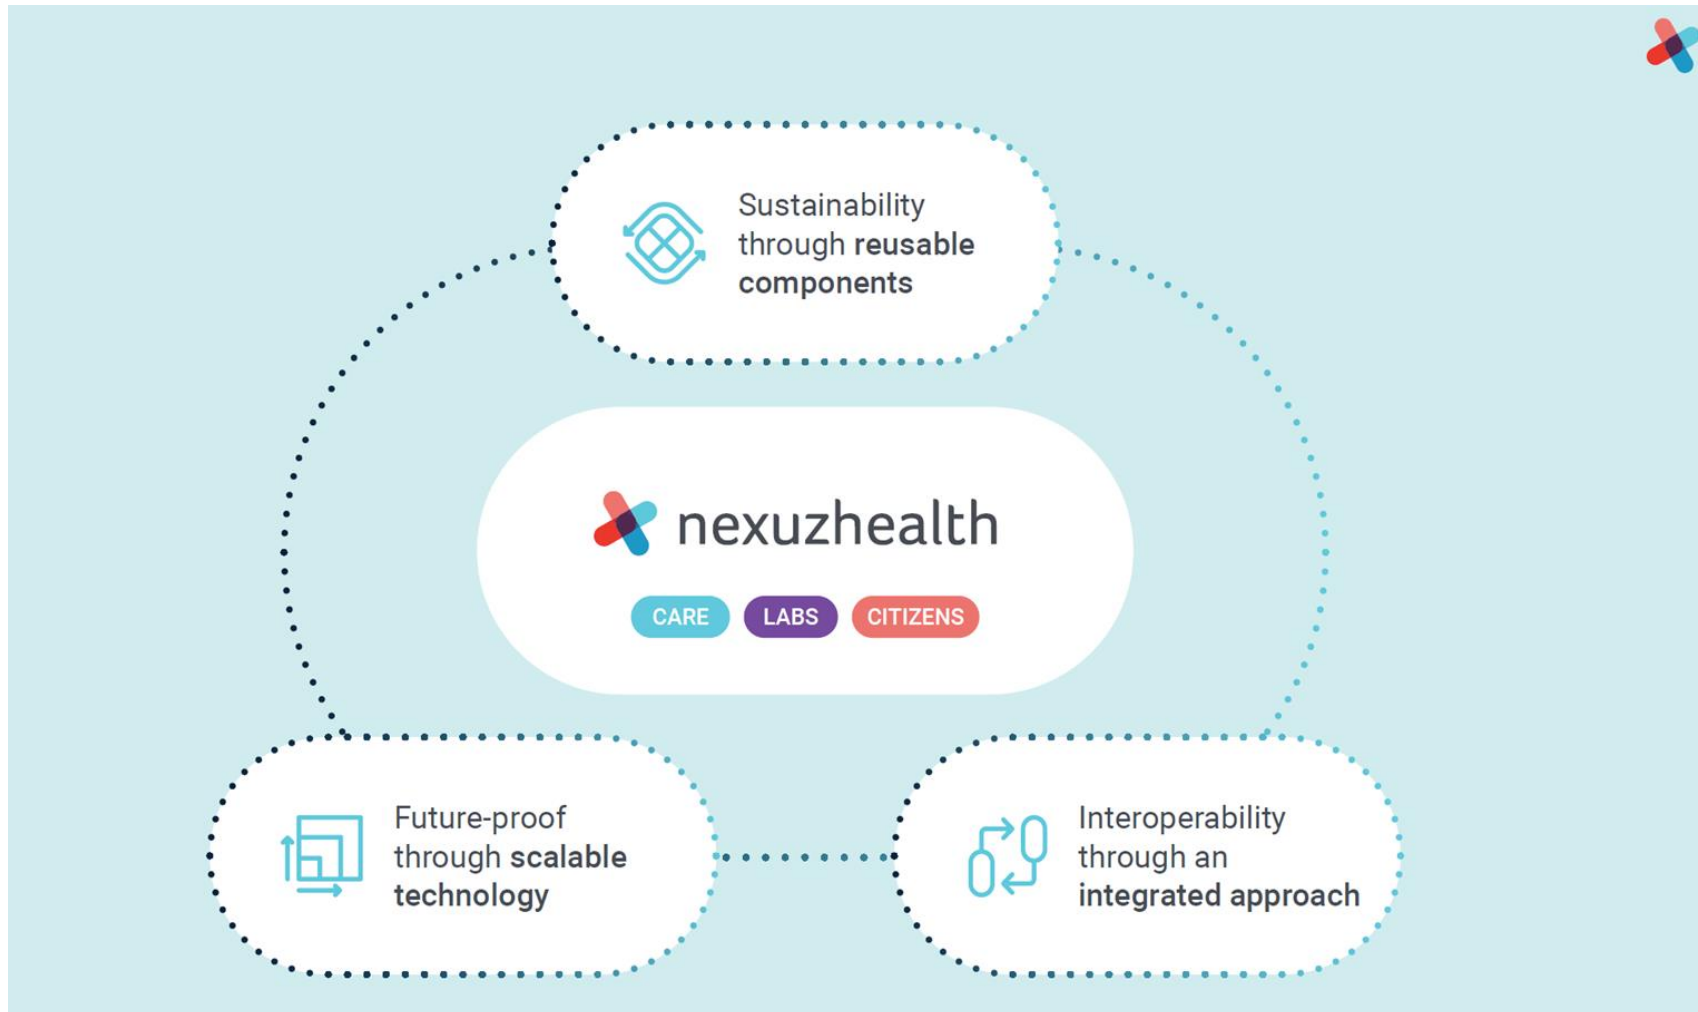 Sustainability
through reusable
components
nexuzhealth
CARE LABS CITIZENS
Future-proof
through scalable
technology
Interoperability
through an
integrated approach